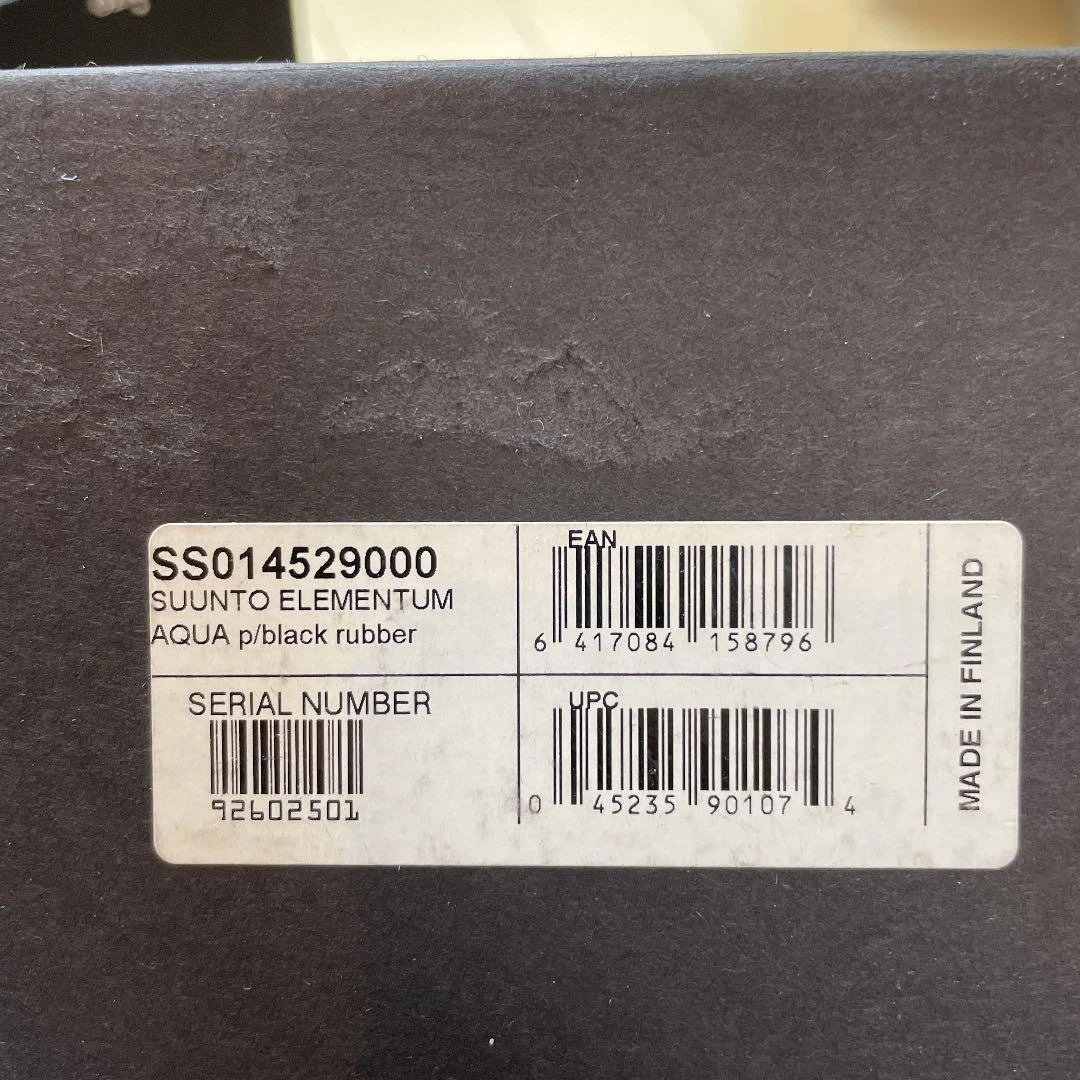 SS014529000
SUUNTO ELEMENTUM
AQUA p/black rubber
EAN
6 417084 158796
SERIAL NUMBER
92602501
UPC
0 45235 90107 4
MADE IN FINLAND